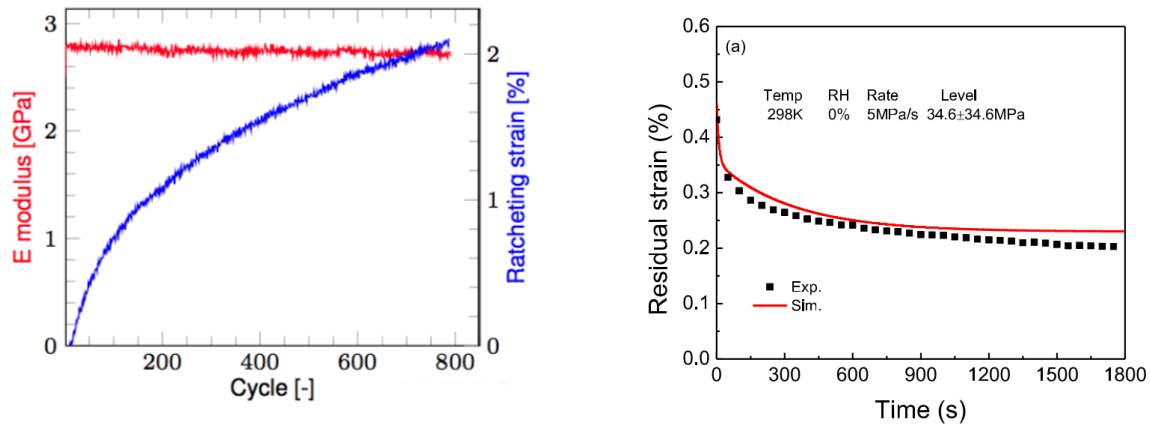 3
2
1
0
E modulus [GPa]
200
400
600
800
Cycle [-]
2
1
0
Ratcheting strain [%]
0.6
0.5
0.4
0.3
0.2
0.1
0.0
Residual strain (%)
(a)
Temp RH Rate Level
298K 0% 5MPa/s 34.6±34.6MPa
Exp.
Sim.
0 300 600 900 1200 1500 1800
Time (s)